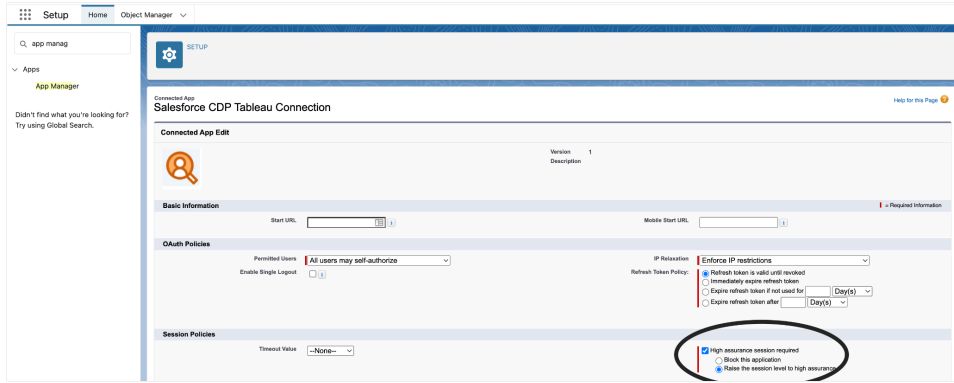 Setup Home Object Manager
app manag
SETUP
Apps
App Manager
Didn't find what you're looking for?
Try using Global Search.
Connected App
Salesforce CDP Tableau Connection
Help for this Page
Connected App Edit
Version 1
Description
Basic Information
= Required Information
Start URL
Mobile Start URL
OAuth Policies
Permitted Users All users may self-authorize
IP Relaxation Enforce IP restrictions
Enable Single Logout
Refresh Token Policy: Refresh token is valid until revoked
Immediately expire refresh token
Expire refresh token if not used for Day(s)
Expire refresh token after Day(s)
Session Policies
Timeout Value --None--
High assurance session required
Block this application
Raise the session level to high assurance